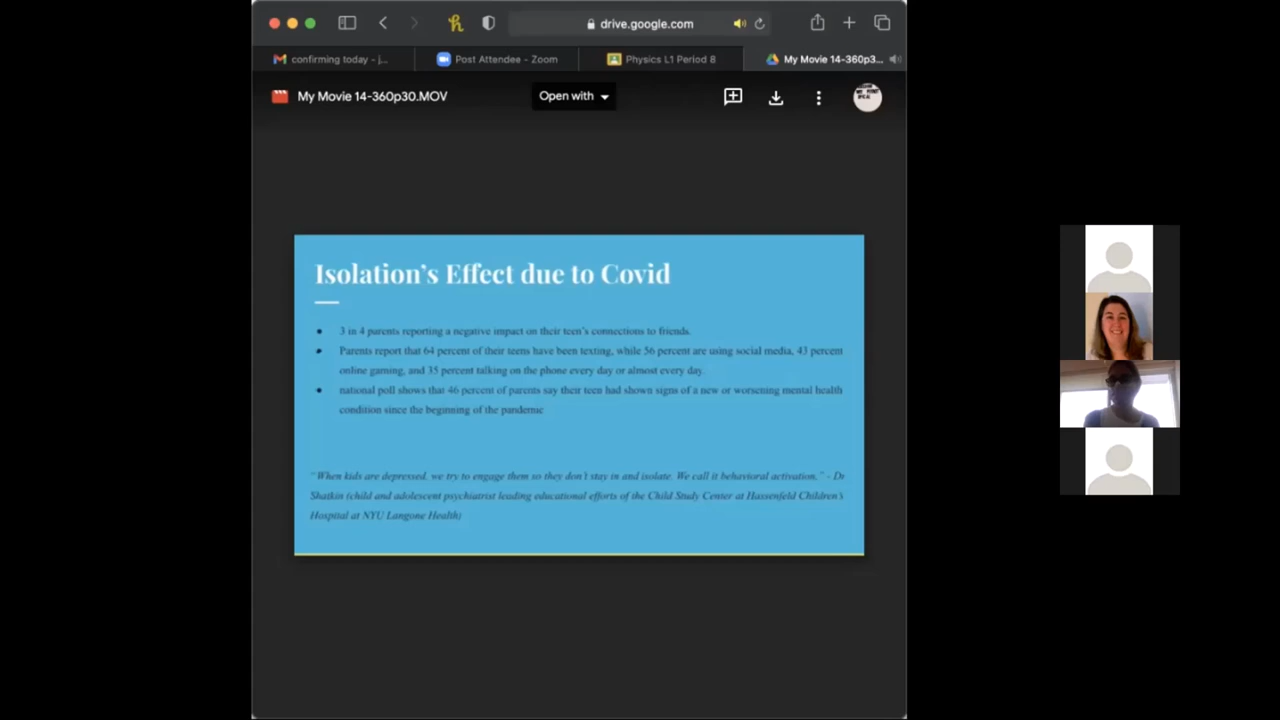 drive.google.com
confirming today - j...
Post Attendee - Zoom
Physics L1 Period 8
My Movie 14-360p3...
My Movie 14-360p30.MOV
Open with
Isolation's Effect due to Covid
3 in 4 parents reporting a negative impact on their teen's connections to friends.
Parents report that 64 percent of their teens have been texting, while 56 percent are using social media, 43 percent
online gaming, and 35 percent talking on the phone every day or almost every day.
national poll shows that 46 percent of parents say their teen had shown signs of a new or worsening mental health
condition since the beginning of the pandemic
"When kids are depressed, we try to engage them so they don't stay in and isolate. We call it behavioral activation." - Dr
Shatkin (child and adolescent psychiatrist leading educational efforts of the Child Study Center at Hassenfeld Children's
Hospital at NYU Langone Health)